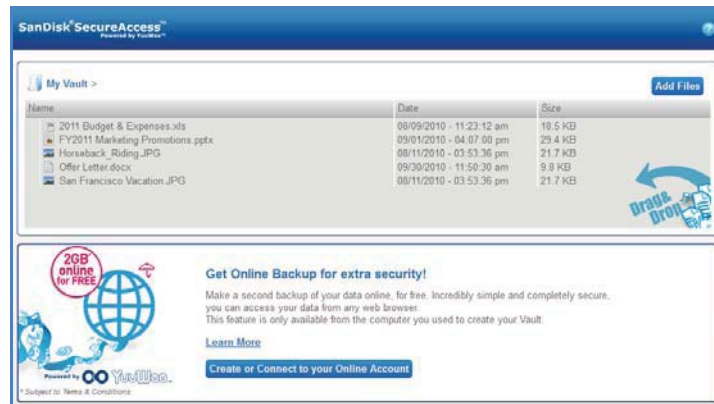 SanDisk® SecureAccess™
Powered by YuuWaa™
My Vault >
Add Files
Name Date Size
2011 Budget & Expenses.xls 08/09/2010 - 11:23:12 am 18.5 KB
FY2011 Marketing Promotions.pptx 09/01/2010 - 04:07:00 pm 29.4 KB
Horseback_Riding.JPG 08/11/2010 - 03:53:36 pm 21.7 KB
Offer Letter.docx 09/30/2010 - 11:50:30 am 9.8 KB
San Francisco Vacation.JPG 08/11/2010 - 03:53:36 pm 21.7 KB
Drag&
Drop
2GB*
online
for FREE
Get Online Backup for extra security!
Make a second backup of your data online, for free. Incredibly simple and completely secure,
you can access your data from any web browser.
This feature is only available from the computer you used to create your Vault.
Learn More
Create or Connect to your Online Account
Powered by YuuWaa.
* Subject to Terms & Conditions